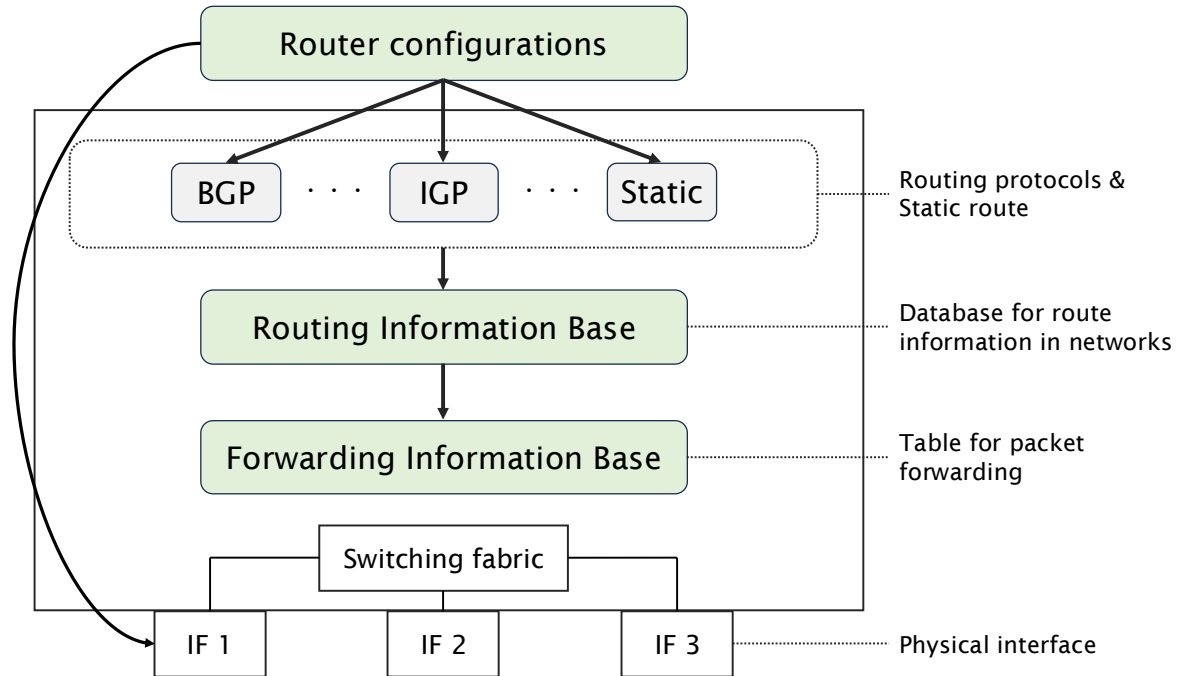 Router configurations
BGP · · · IGP · · · Static
Routing protocols &
Static route
Routing Information Base
Database for route
information in networks
Forwarding Information Base
Table for packet
forwarding
Switching fabric
IF 1
IF 2
IF 3
Physical interface